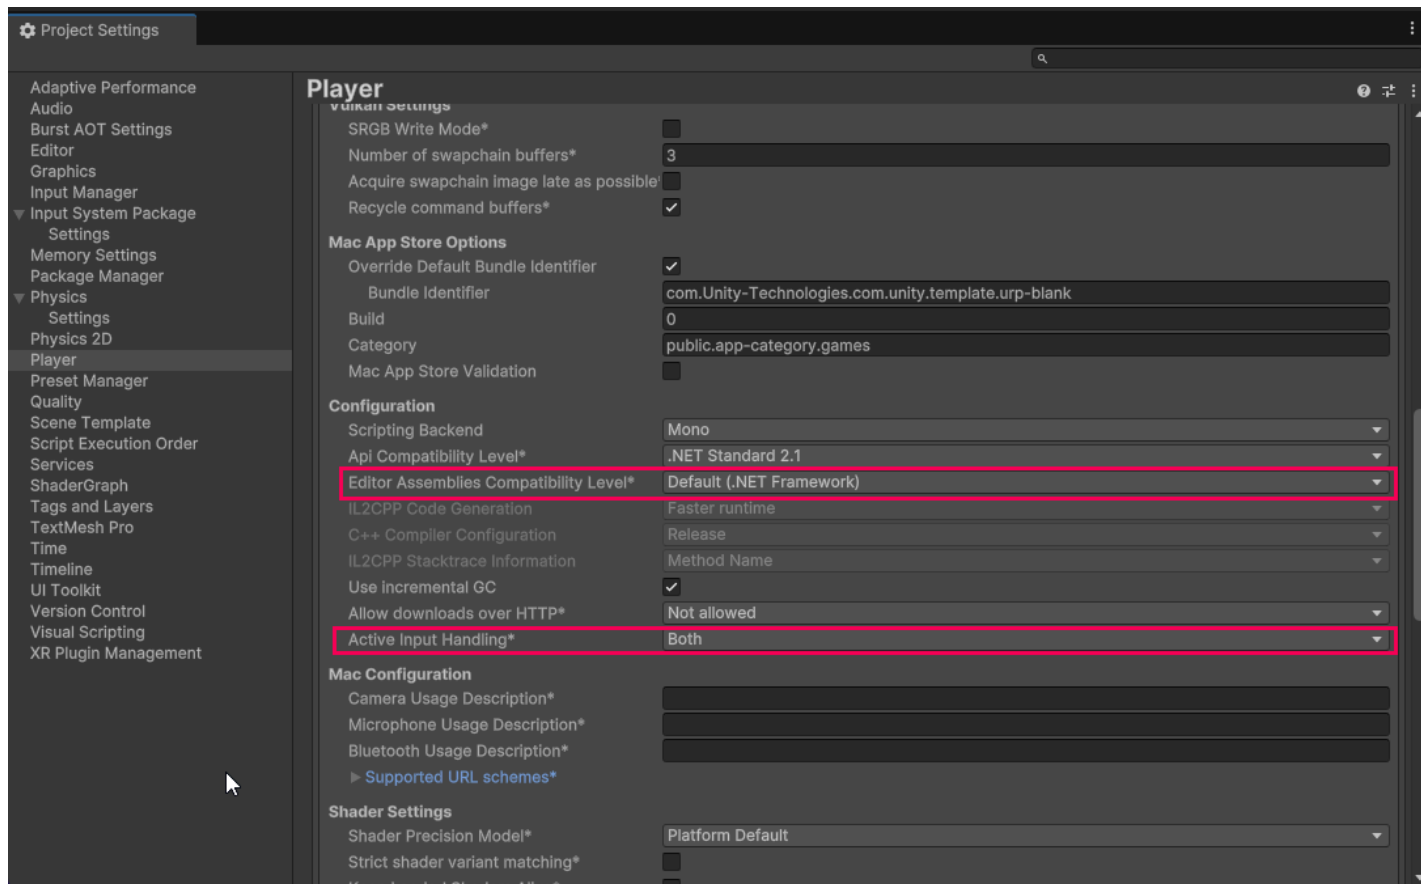 Project Settings
Adaptive Performance
Audio
Burst AOT Settings
Editor
Graphics
Input Manager
Input System Package
Settings
Memory Settings
Package Manager
Physics
Settings
Physics 2D
Player
Preset Manager
Quality
Scene Template
Script Execution Order
Services
ShaderGraph
Tags and Layers
TextMesh Pro
Time
Timeline
UI Toolkit
Version Control
Visual Scripting
XR Plugin Management
Player
Vulkan Settings
SRGB Write Mode*
Number of swapchain buffers* 3
Acquire swapchain image late as possible*
Recycle command buffers*
Mac App Store Options
Override Default Bundle Identifier
Bundle Identifier com.Unity-Technologies.com.unity.template.urp-blank
Build 0
Category public.app-category.games
Mac App Store Validation
Configuration
Scripting Backend Mono
Api Compatibility Level* .NET Standard 2.1
Editor Assemblies Compatibility Level* Default (.NET Framework)
IL2CPP Code Generation Faster runtime
C++ Compiler Configuration Release
IL2CPP Stacktrace Information Method Name
Use incremental GC
Allow downloads over HTTP* Not allowed
Active Input Handling* Both
Mac Configuration
Camera Usage Description*
Microphone Usage Description*
Bluetooth Usage Description*
Supported URL schemes*
Shader Settings
Shader Precision Model* Platform Default
Strict shader variant matching*